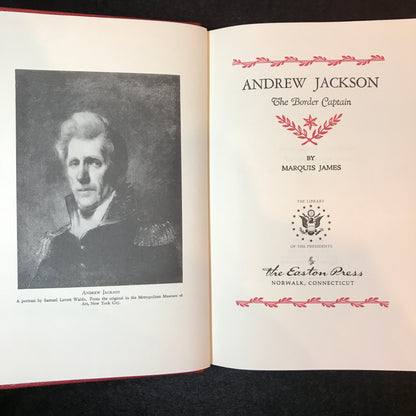 ANDREW JACKSON
A portrait by Samuel Lovett Waldo. From the original in the Metropolitan Museum of
Art, New York City.
ANDREW JACKSON
The Border Captain
BY
MARQUIS JAMES
THE LIBRARY
OF THE PRESIDENTS
The Easton Press
NORWALK, CONNECTICUT